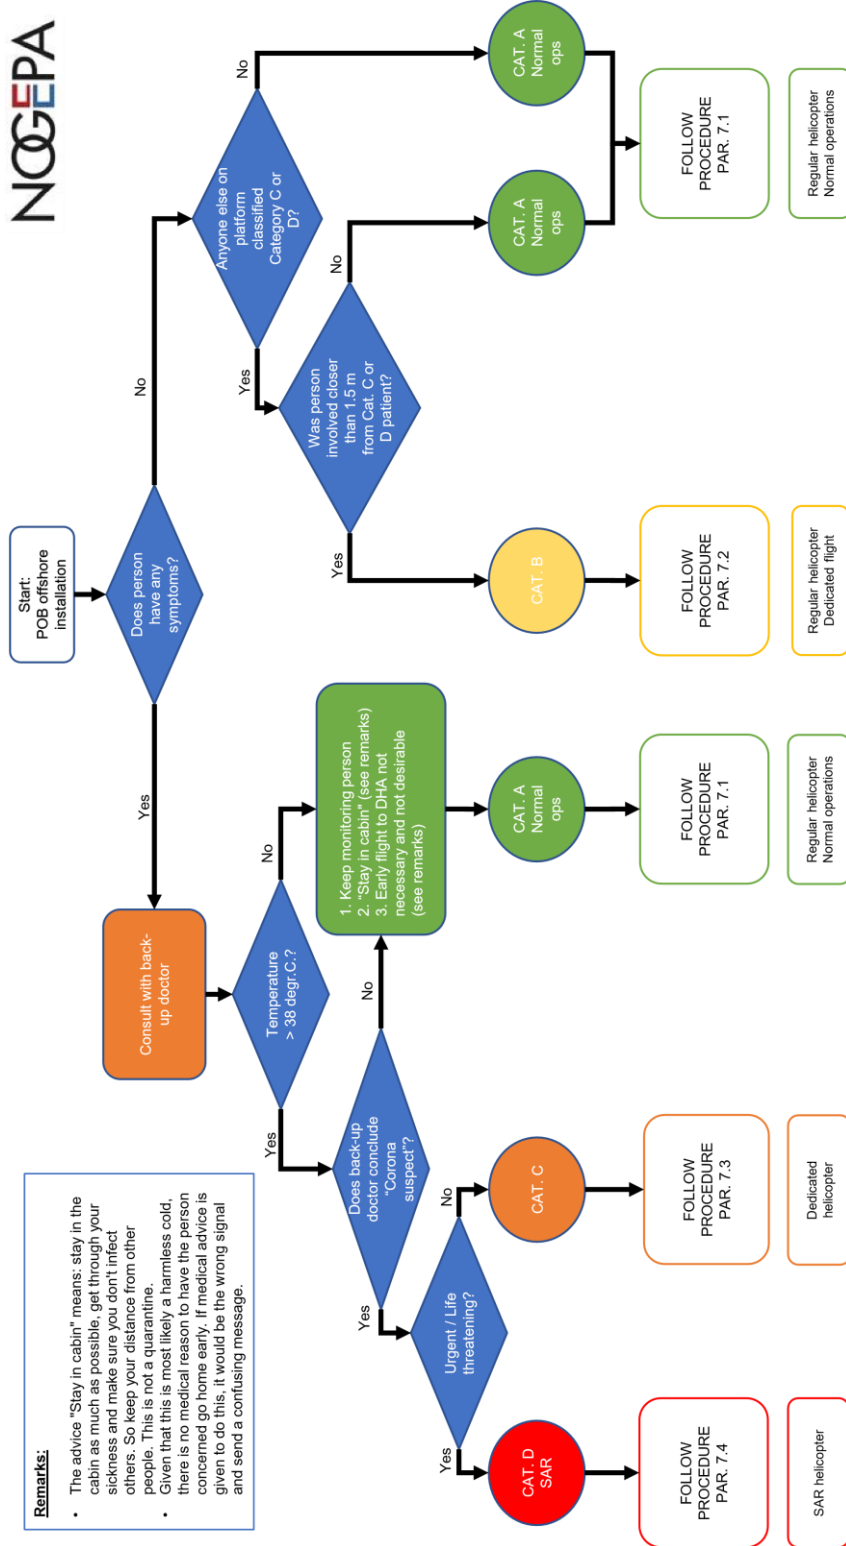 NOGEPA
Start:
POB offshore
installation
Does person
have any
symptoms?
Yes
No
Consult with back-
up doctor
Anyone else on
platform
classified
Category C or
D?
Temperature
> 38 degr.C.?
Yes
No
Yes
No
Does back-up
doctor conclude
“Corona
suspect”?
Yes
No
1. Keep monitoring person
2. “Stay in cabin” (see remarks)
3. Early flight to DHA not
necessary and not desirable
(see remarks)
Was person
involved closer
than 1.5 m
from Cat. C or
D patient?
Yes
No
Urgent / Life
threatening?
Yes
No
CAT. D
SAR
CAT. C
CAT. A
Normal
ops
CAT. B
CAT. A
Normal
ops
CAT. A
Normal
ops
FOLLOW
PROCEDURE
PAR. 7.4
FOLLOW
PROCEDURE
PAR. 7.3
FOLLOW
PROCEDURE
PAR. 7.1
FOLLOW
PROCEDURE
PAR. 7.2
FOLLOW
PROCEDURE
PAR. 7.1
SAR helicopter
Dedicated
helicopter
Regular helicopter
Normal operations
Regular helicopter
Dedicated flight
Regular helicopter
Normal operations
Remarks:
• The advice "Stay in cabin" means: stay in the
cabin as much as possible, get through your
sickness and make sure you don't infect
others. So keep your distance from other
people. This is not a quarantine.
• Given that this is most likely a harmless cold,
there is no medical reason to have the person
concerned go home early. If medical advice is
given to do this, it would be the wrong signal
and send a confusing message.